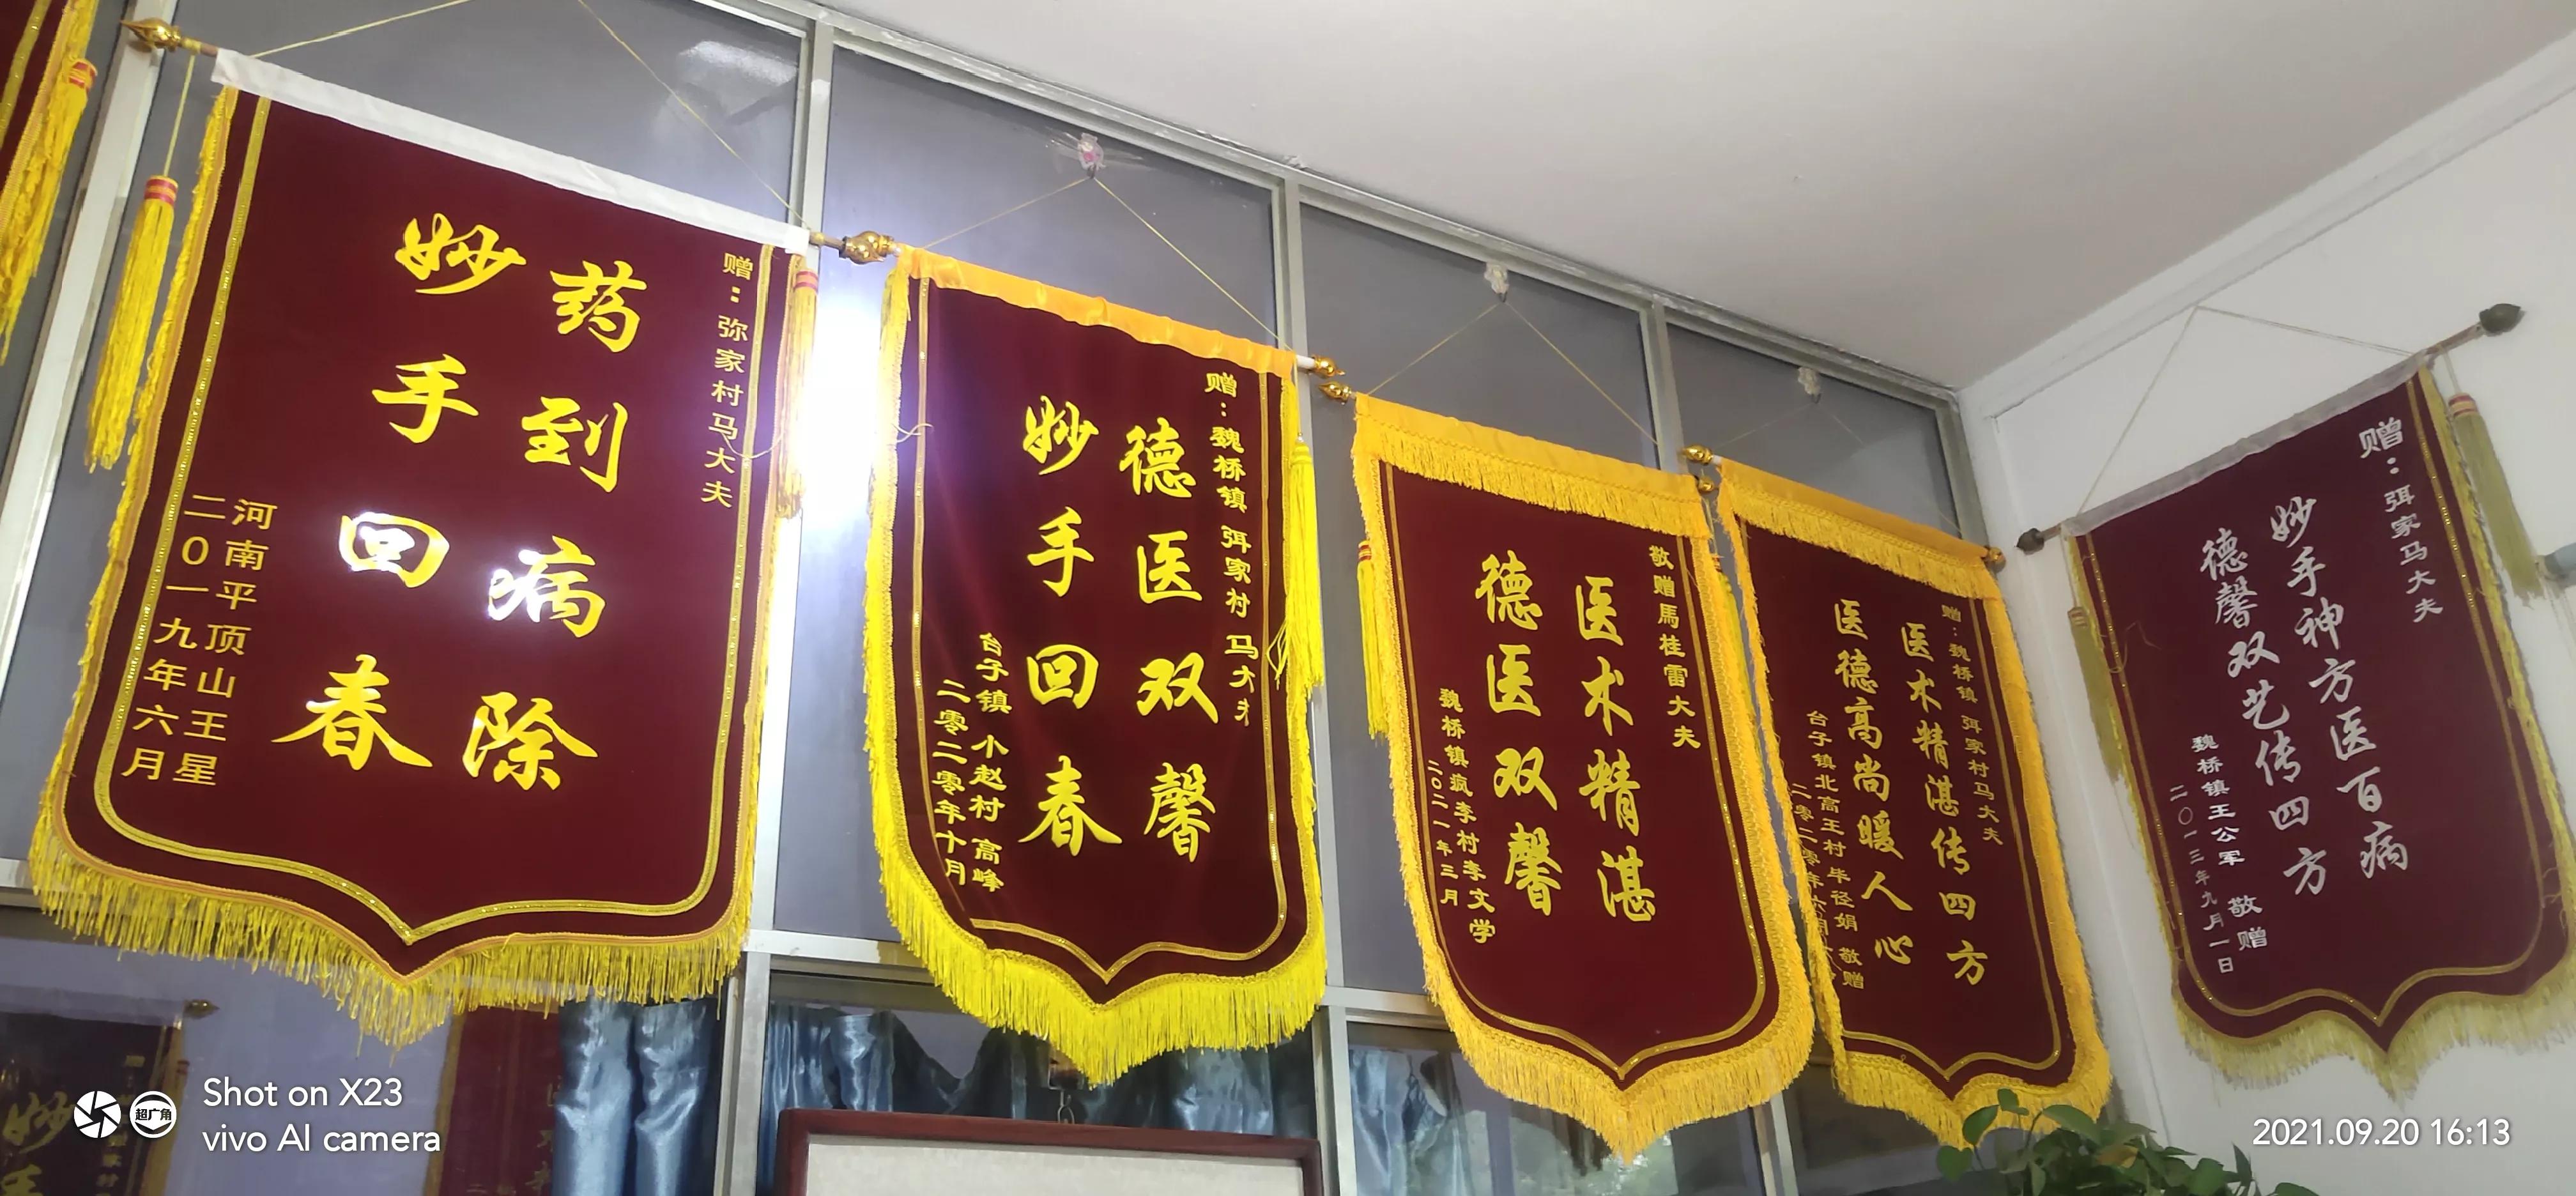 赠：弥家村马大夫
药到病除
妙手回春
河南平顶山王星
二0一九年六月
赠：魏桥镇 弭家村 马大夫
德医双馨
妙手回春
台子镇 小赵村 高峰
二零二零年十月
敬赠馬桂雷大夫
医术精湛
德医双馨
魏桥镇疯李村李文学
二〇二一年三月
赠：魏桥镇 弭家村马大夫
医术精湛传四方
医德高尚暖人心
台子镇北高王村 毕径娟 敬赠
赠：弭家马大夫
妙手神方医百病
德馨双艺传四方
魏桥镇王公军 敬赠
二〇一三年九月一日
超广角
Shot on X23
vivo AI camera
2021.09.20 16:13